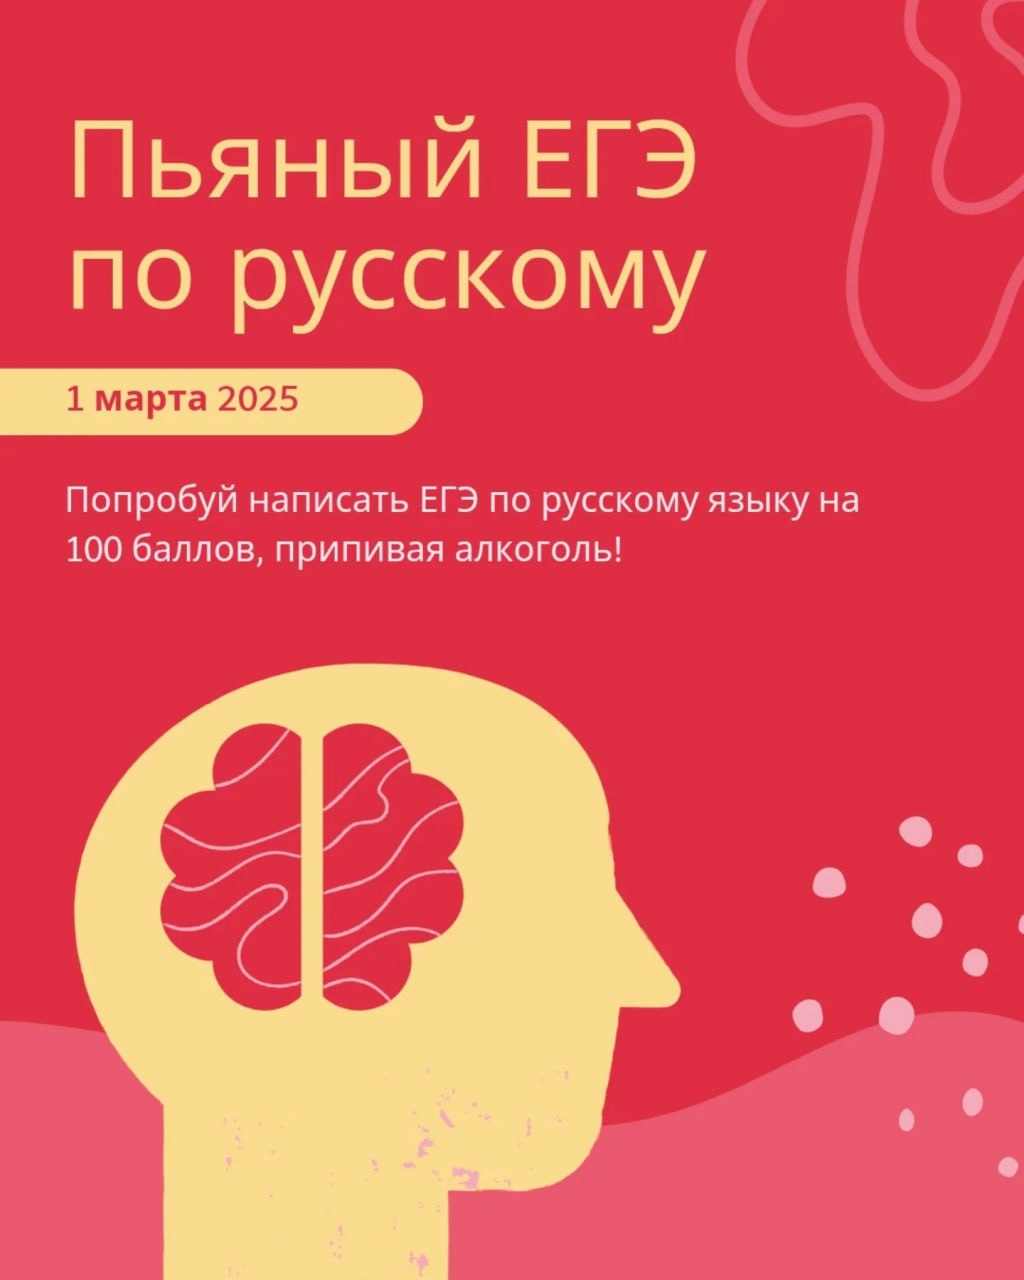 Пьяный ЕГЭ
по русскому
1 марта 2025
Попробуй написать ЕГЭ по русскому языку на
100 баллов, припивая алкоголь!